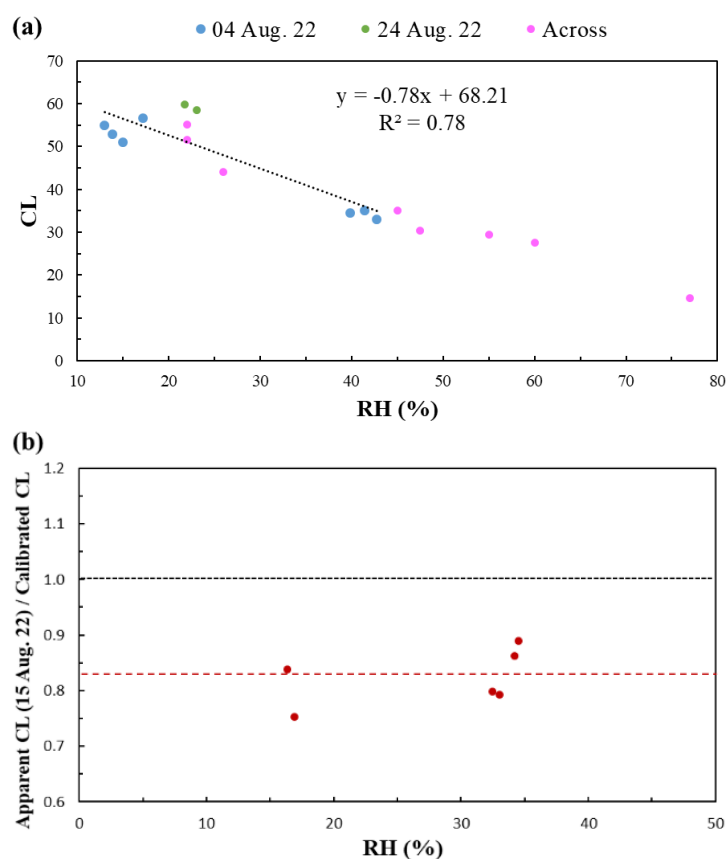 (a)
04 Aug. 22 24 Aug. 22 Across
70
60
50
40
30
20
10
0
CL
y = -0.78x + 68.21
R² = 0.78
10 20 30 40 50 60 70 80
RH (%)
(b)
Apparent CL (15 Aug. 22) / Calibrated CL
1.2
1.1
1.0
0.9
0.8
0.7
0.6
0 10 20 30 40 50
RH (%)